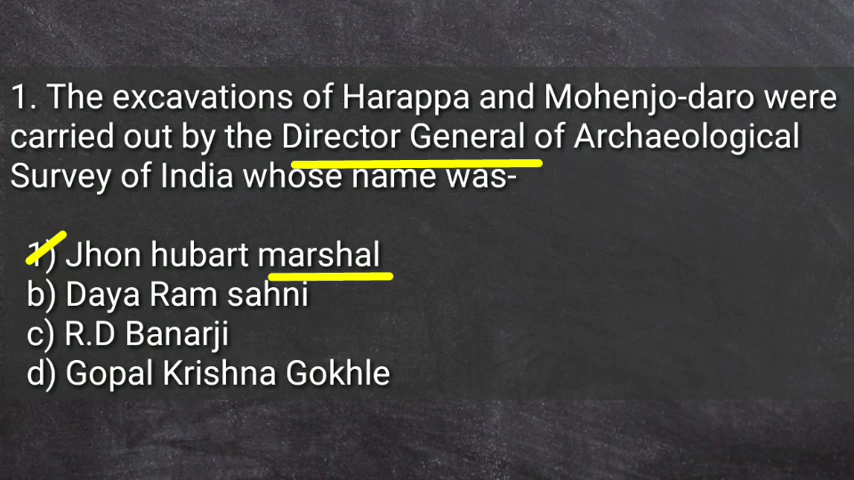 1. The excavations of Harappa and Mohenjo-daro were
carried out by the Director General of Archaeological
Survey of India whose name was-
1) Jhon hubart marshal
b) Daya Ram sahni
c) R.D Banarji
d) Gopal Krishna Gokhle